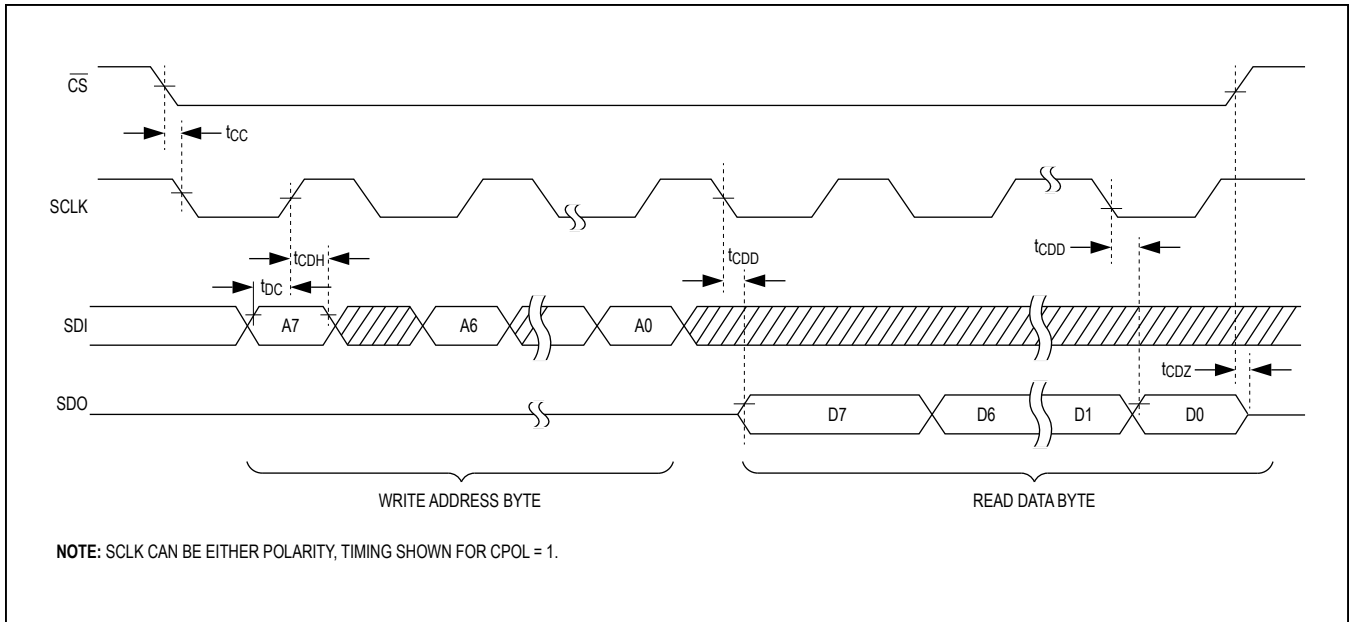 CS
tCC
SCLK
tCDD
tCDD
tCDH
tDC
SDI
A7
A6
A0
tCDZ
SDO
D7
D6
D1
D0
WRITE ADDRESS BYTE
READ DATA BYTE
NOTE: SCLK CAN BE EITHER POLARITY, TIMING SHOWN FOR CPOL = 1.